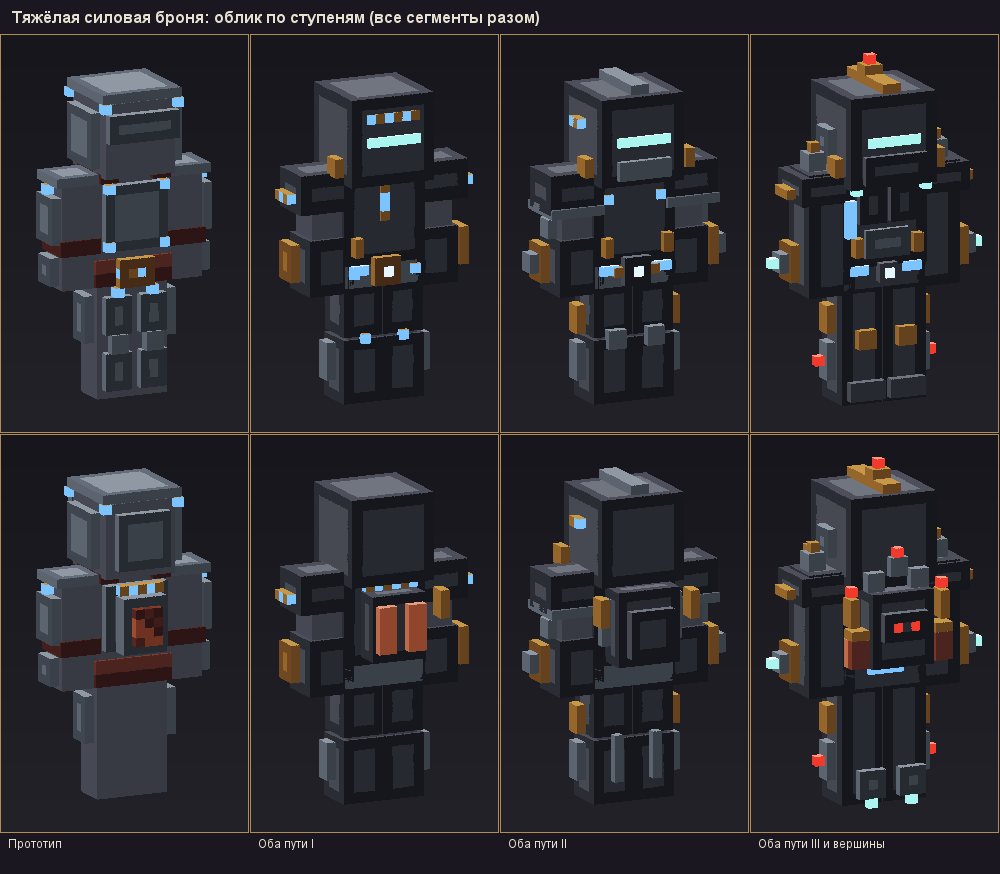 Тяжёлая силовая броня: облик по ступеням (все сегменты разом)
Прототип
Оба пути I
Оба пути II
Оба пути III и вершины